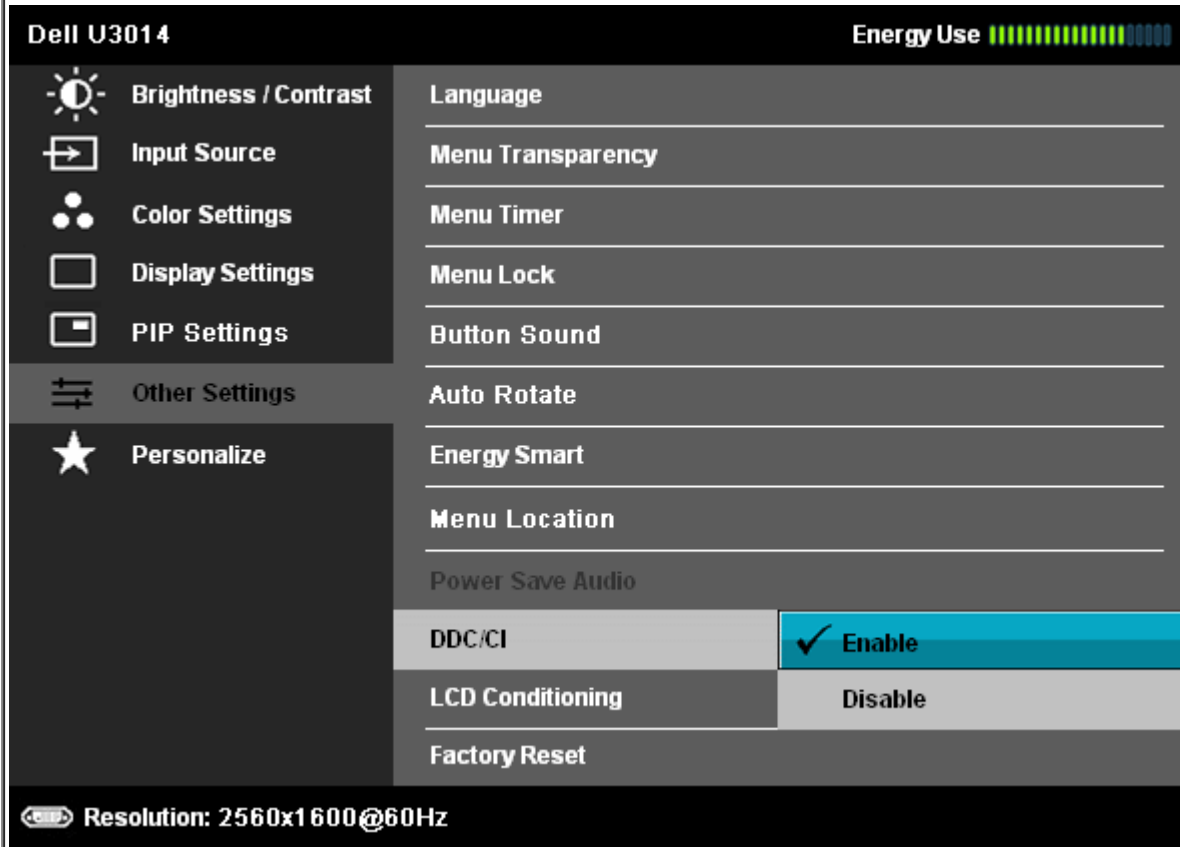 Dell U3014 Energy Use
Brightness / Contrast
Input Source
Color Settings
Display Settings
PIP Settings
Other Settings
Personalize
Language
Menu Transparency
Menu Timer
Menu Lock
Button Sound
Auto Rotate
Energy Smart
Menu Location
Power Save Audio
DDC/CI
LCD Conditioning
Factory Reset
Enable
Disable
Resolution: 2560x1600@60Hz